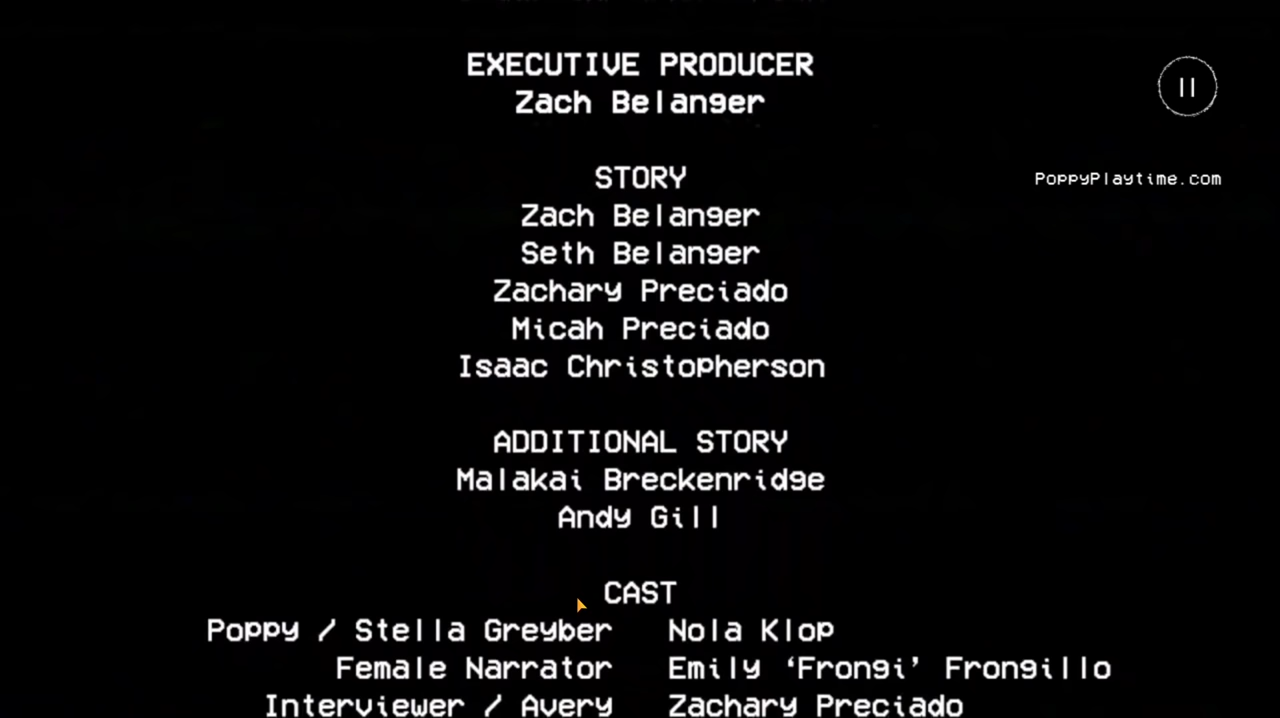 EXECUTIVE PRODUCER
Zach Belanger
PoppyPlaytime.com
STORY
Zach Belanger
Seth Belanger
Zachary Preciado
Micah Preciado
Isaac Christopherson
ADDITIONAL STORY
Malakai Breckenridge
Andy Gill
CAST
Poppy / Stella Greyber Nola Klop
Female Narrator Emily ‘Frongi’ Frongillo
Interviewer / Avery Zachary Preciado